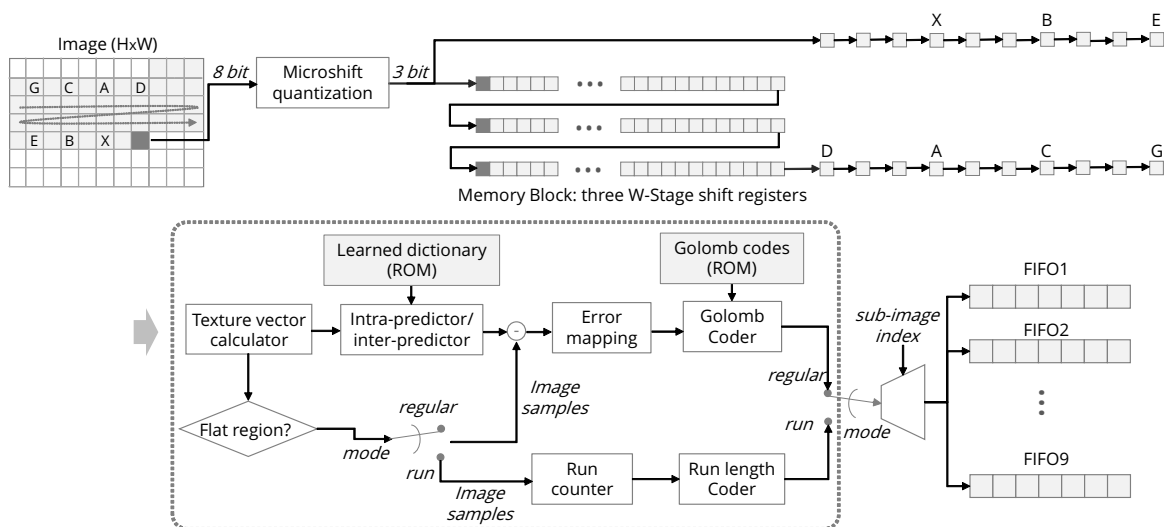 Image (HxW)
G C A D
E B X
8 bit
Microshift
quantization
3 bit
X B E
D A C G
Memory Block: three W-Stage shift registers
Learned dictionary
(ROM)
Golomb codes
(ROM)
Texture vector
calculator
Intra-predictor/
inter-predictor
-
Error
mapping
Golomb
Coder
Flat region?
mode
regular
run
Image
samples
Image
samples
Run
counter
Run length
Coder
regular
run
mode
sub-image
index
FIFO1
FIFO2
FIFO9